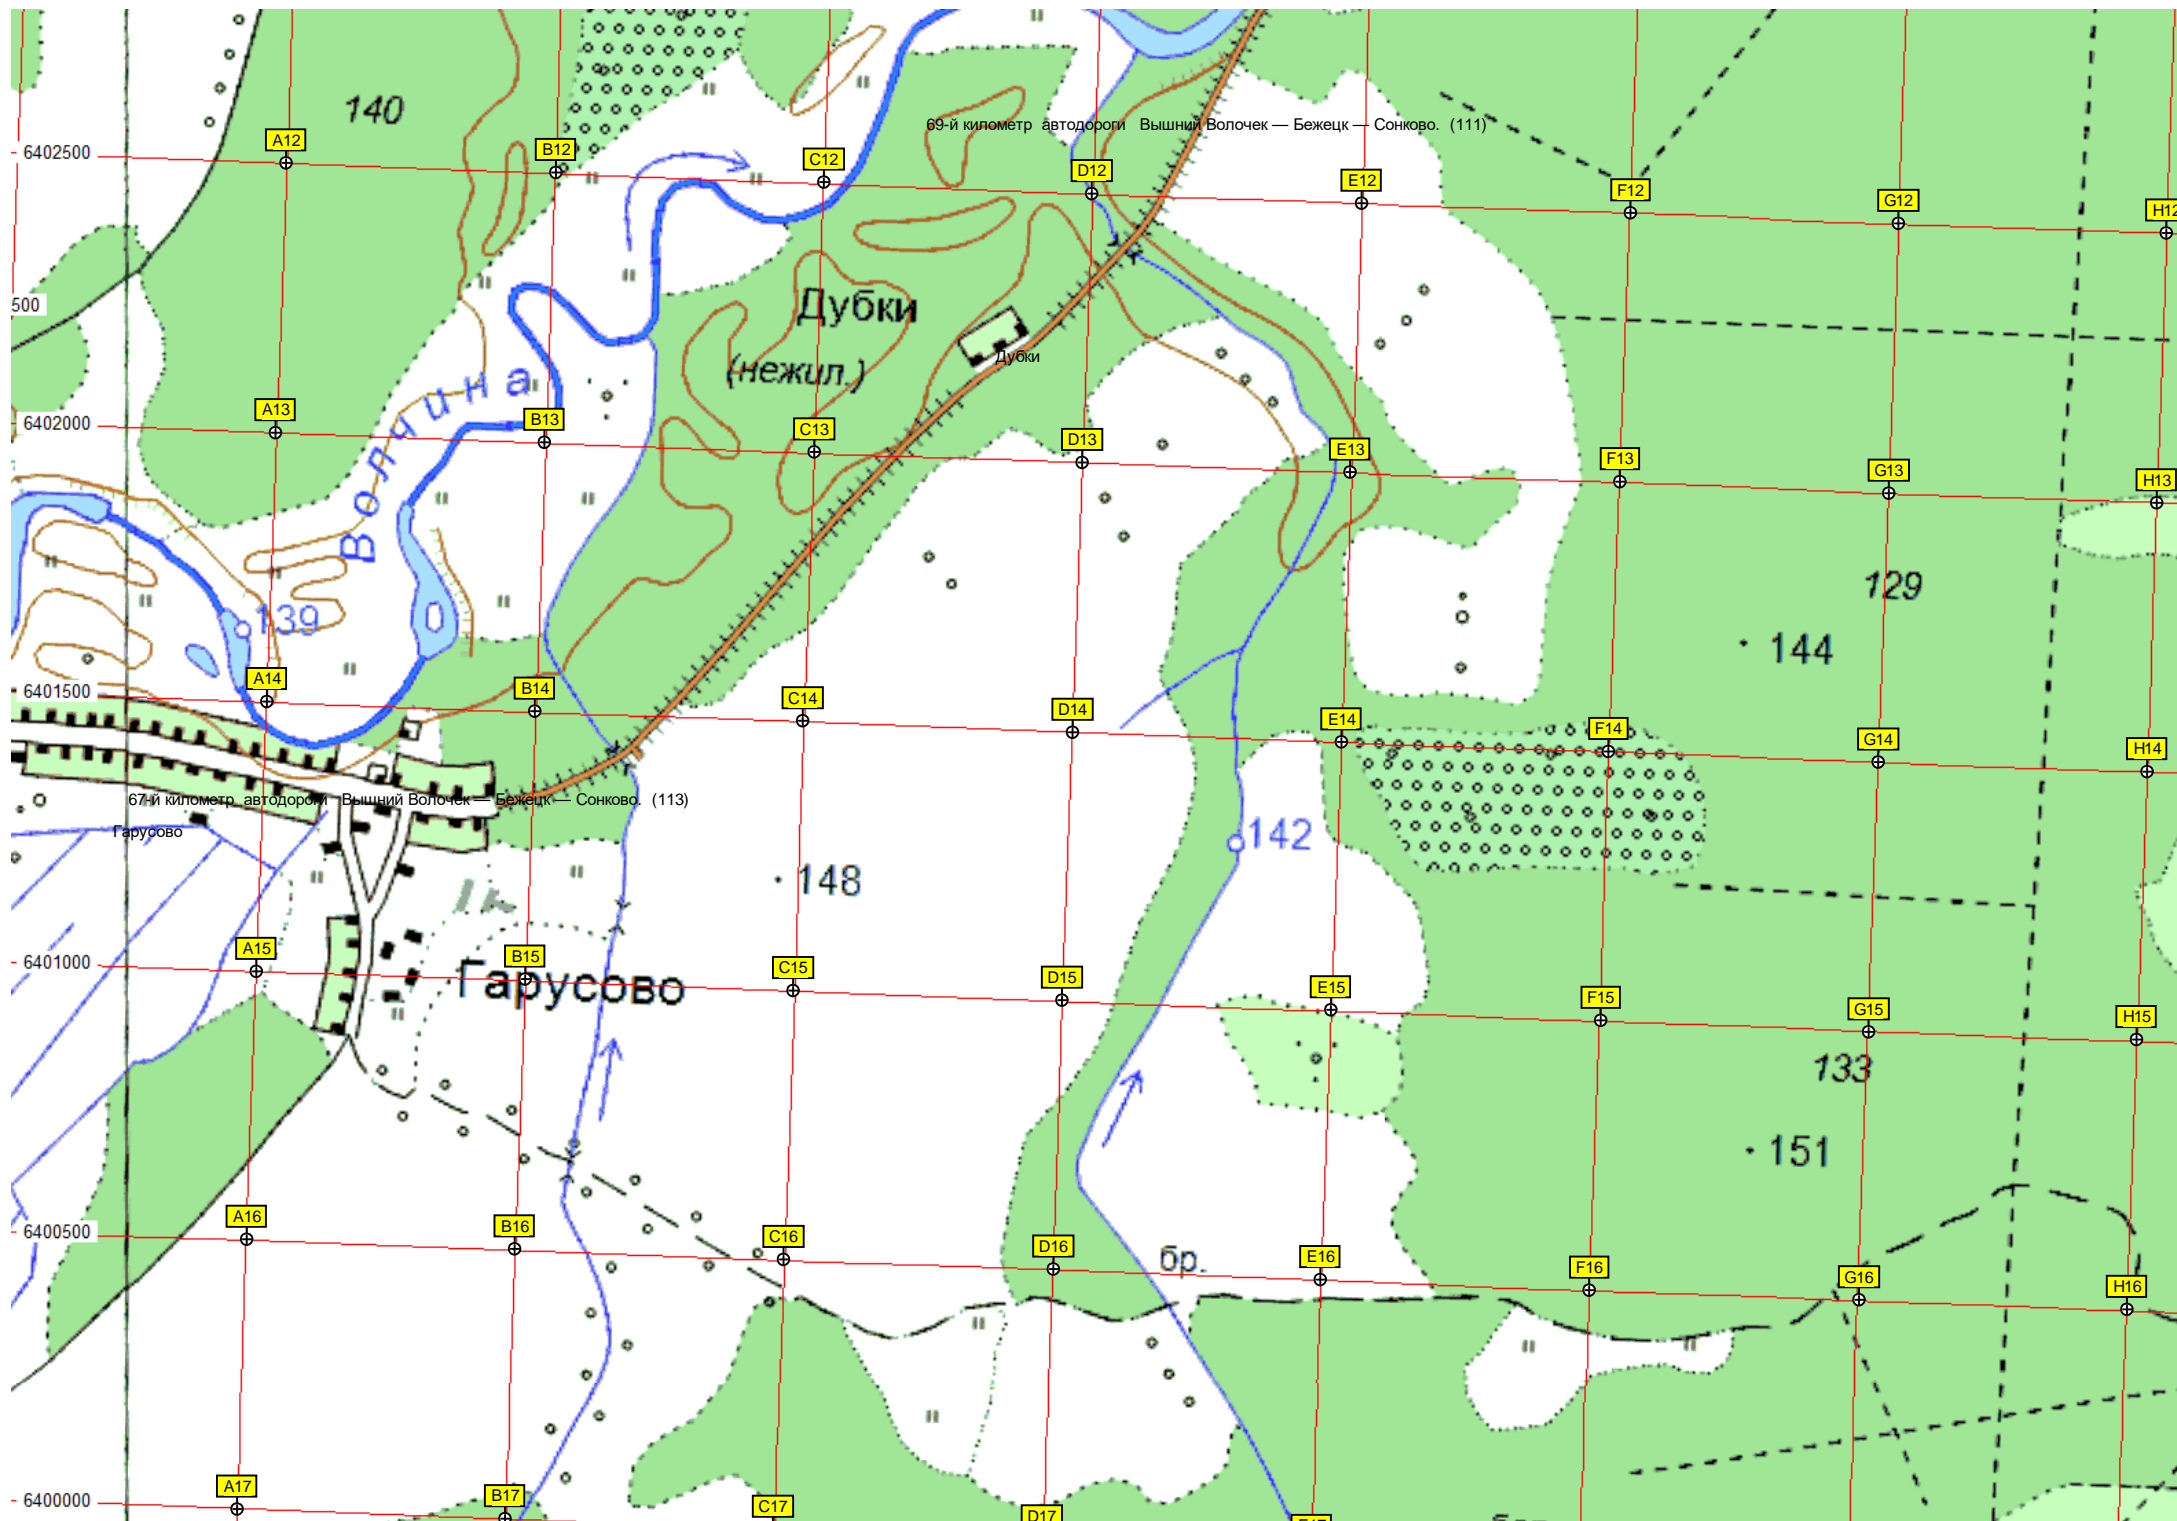 140
69-й километр автодороги Вышний Волочек — Бежецк — Сонково. (111)
6402500
A12
B12
C12
D12
E12
F12
G12
H12
500
Дубки
(нежил.)
Дубки
Волчина
6402000
A13
B13
C13
D13
E13
F13
G13
H13
129
139
144
6401500
A14
B14
C14
D14
E14
F14
G14
H14
67-й километр автодороги Вышний Волочек — Бежецк — Сонково. (113)
Гарусово
142
148
6401000
A15
B15
C15
D15
E15
F15
G15
H15
Гарусово
133
151
6400500
A16
B16
C16
D16
бр.
E16
F16
G16
H16
6400000
A17
B17
C17
D17